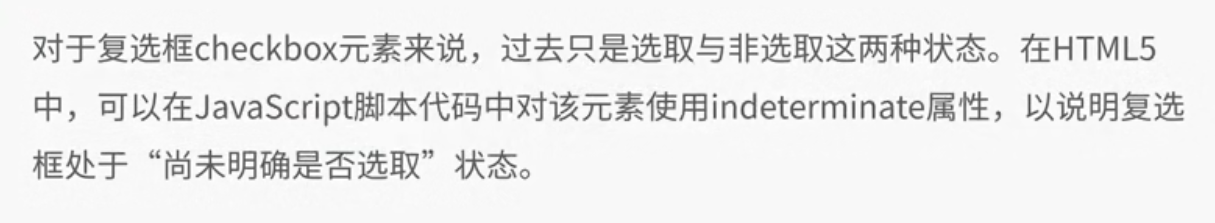 对于复选框checkbox元素来说，过去只是选取与非选取这两种状态。在HTML5
中，可以在JavaScript脚本代码中对该元素使用indeterminate属性，以说明复选
框处于“尚未明确是否选取”状态。